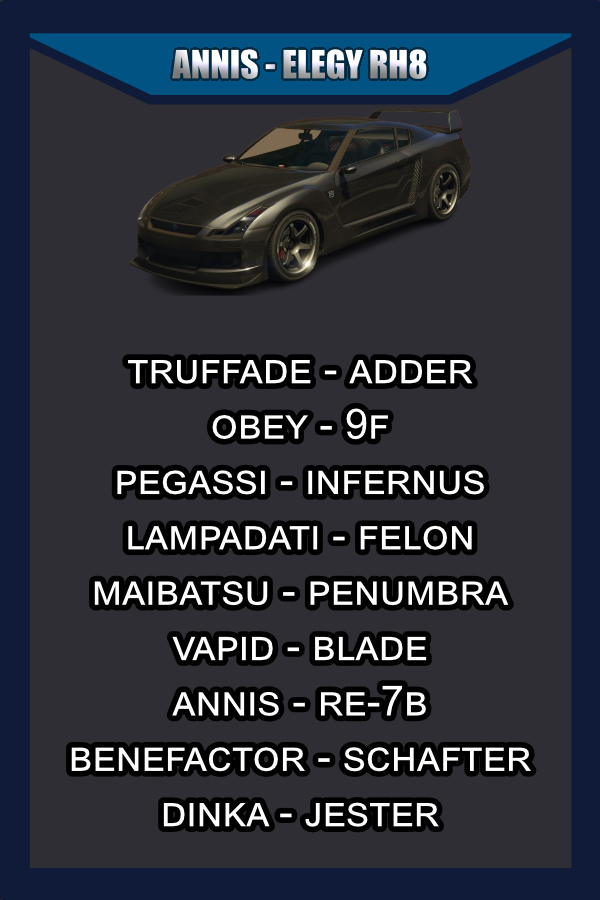 ANNIS - ELEGY RH8
TRUFFADE - ADDER
OBEY - 9F
PEGASSI - INFERNUS
LAMPADATI - FELON
MAIBATSU - PENUMBRA
VAPID - BLADE
ANNIS - RE-7B
BENEFACTOR - SCHAFTER
DINKA - JESTER